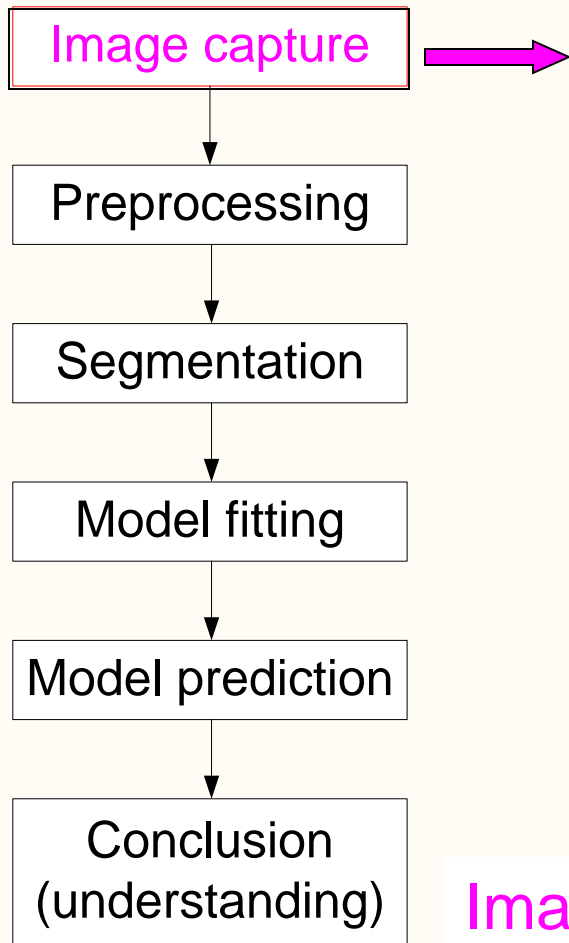 Image capture
Preprocessing
Segmentation
Model fitting
Model prediction
Conclusion
(understanding)
Ima